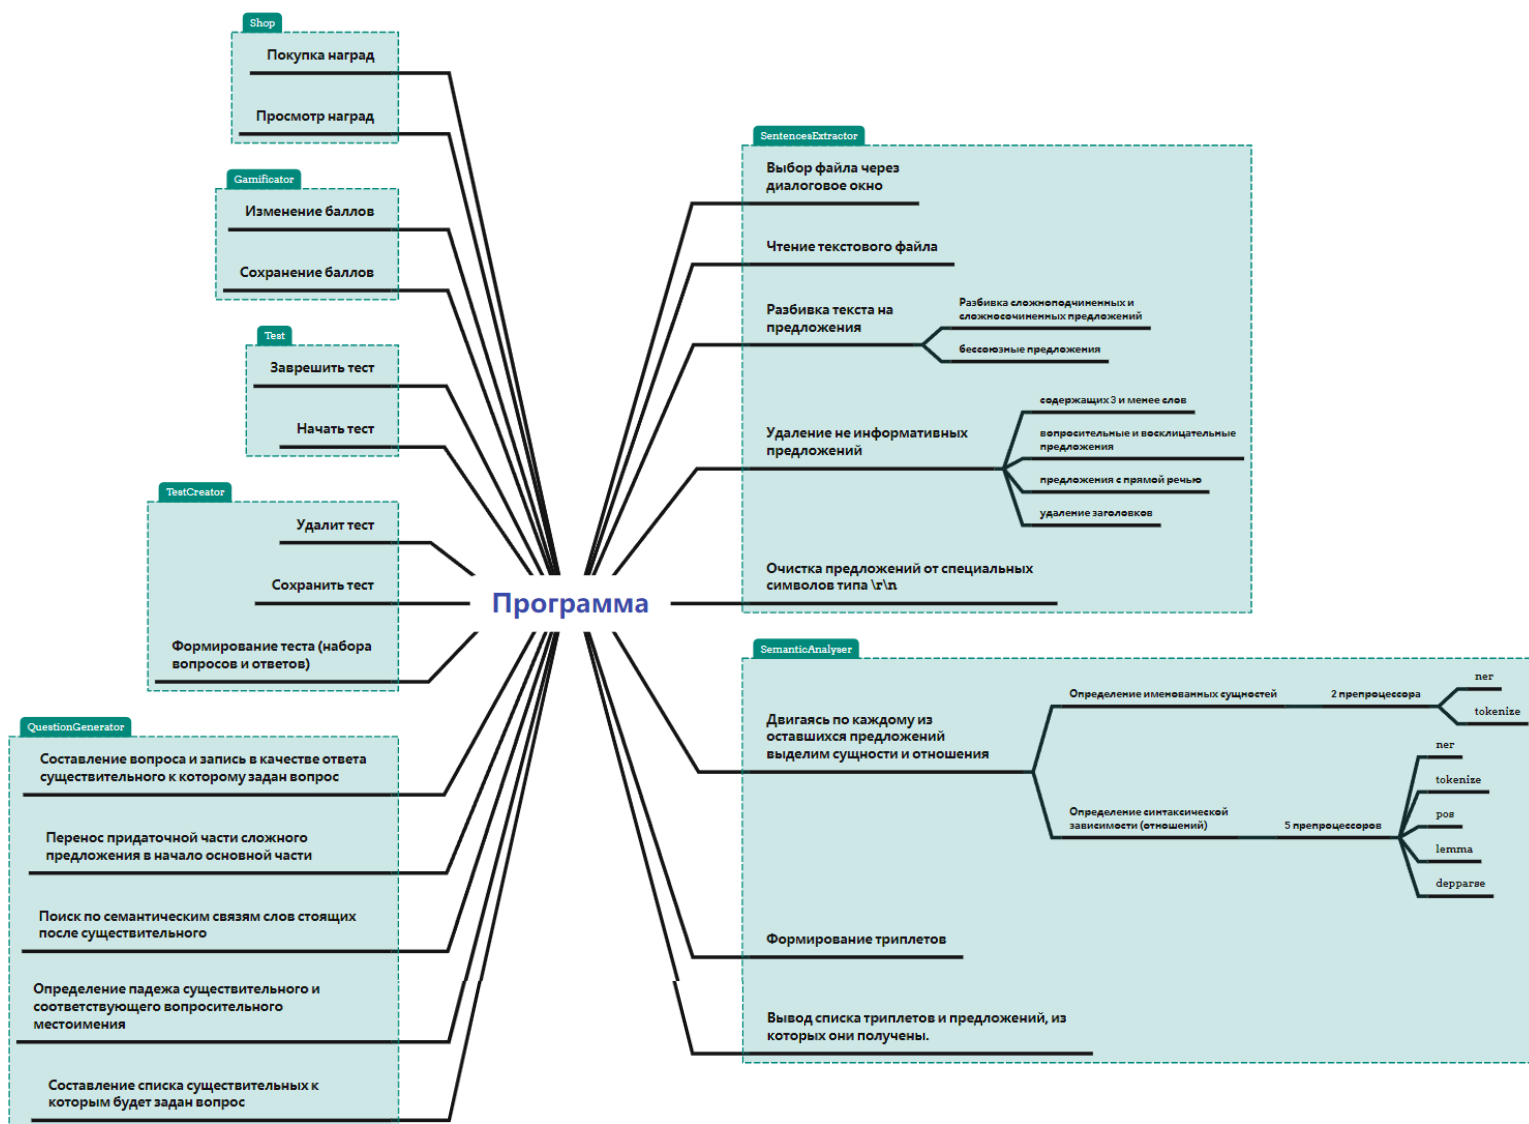 Shop
Покупка наград
Просмотр наград
Gamificator
Изменение баллов
Сохранение баллов
Test
Заврешить тест
Начать тест
TestCreator
Удалит тест
Сохранить тест
Формирование теста (набора
вопросов и ответов)
QuestionGenerator
Составление вопроса и запись в качестве ответа
существительного к которому задан вопрос
Перенос придаточной части сложного
предложения в начало основной части
Поиск по семантическим связям слов стоящих
после существительного
Определение падежа существительного и
соответствующего вопросительного
местоимения
Составление списка существительных к
которым будет задан вопрос
Программа
SentencesExtractor
Выбор файла через
диалоговое окно
Чтение текстового файла
Разбивка текста на
предложения
Разбивка сложноподчиненных и
сложносочиненных предложений
бессоюзные предложения
Удаление не информативных
предложений
содержащих 3 и менее слов
вопросительные и восклицательные
предложения
предложения с прямой речью
удаление заголовков
Очистка предложений от специальных
символов типа \r\n
SemanticAnalyser
Двигаясь по каждому из
оставшихся предложений
выделим сущности и отношения
Определение именованных сущностей
2 препроцессора
ner
tokenize
Определение синтаксической
зависимости (отношений)
5 препроцессоров
ner
tokenize
pos
lemma
depparse
Формирование триплетов
Вывод списка триплетов и предложений, из
которых они получены.